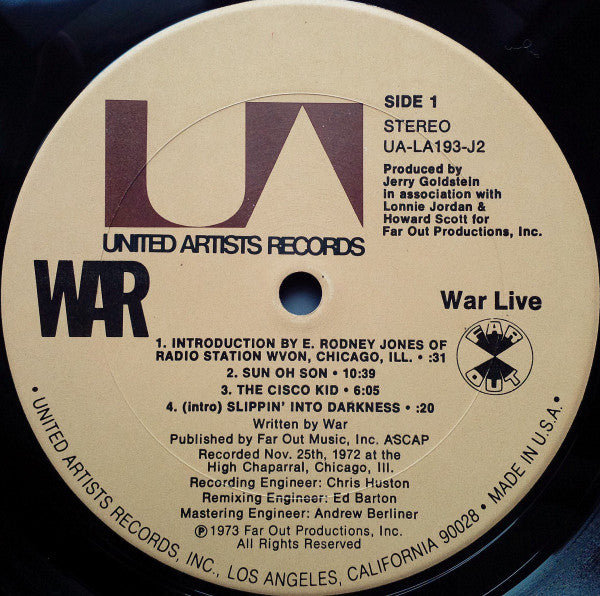 UA
UNITED ARTISTS RECORDS
SIDE 1
STEREO
UA-LA193-J2
Produced by
Jerry Goldstein
in association with
Lonnie Jordan &
Howard Scott for
Far Out Productions, Inc.
WAR
War Live
FAR
OUT
1. INTRODUCTION BY E. RODNEY JONES OF
RADIO STATION WVON, CHICAGO, ILL. • :31
2. SUN OH SON • 10:39
3. THE CISCO KID • 6:05
4. (intro) SLIPPIN' INTO DARKNESS • :20
Written by War
Published by Far Out Music, Inc. ASCAP
Recorded Nov. 25th, 1972 at the
High Chaparral, Chicago, Ill.
Recording Engineer: Chris Huston
Remixing Engineer: Ed Barton
Mastering Engineer: Andrew Berliner
℗ 1973 Far Out Productions, Inc.
All Rights Reserved
• UNITED ARTISTS RECORDS, INC., LOS ANGELES, CALIFORNIA 90028 • MADE IN U.S.A. •